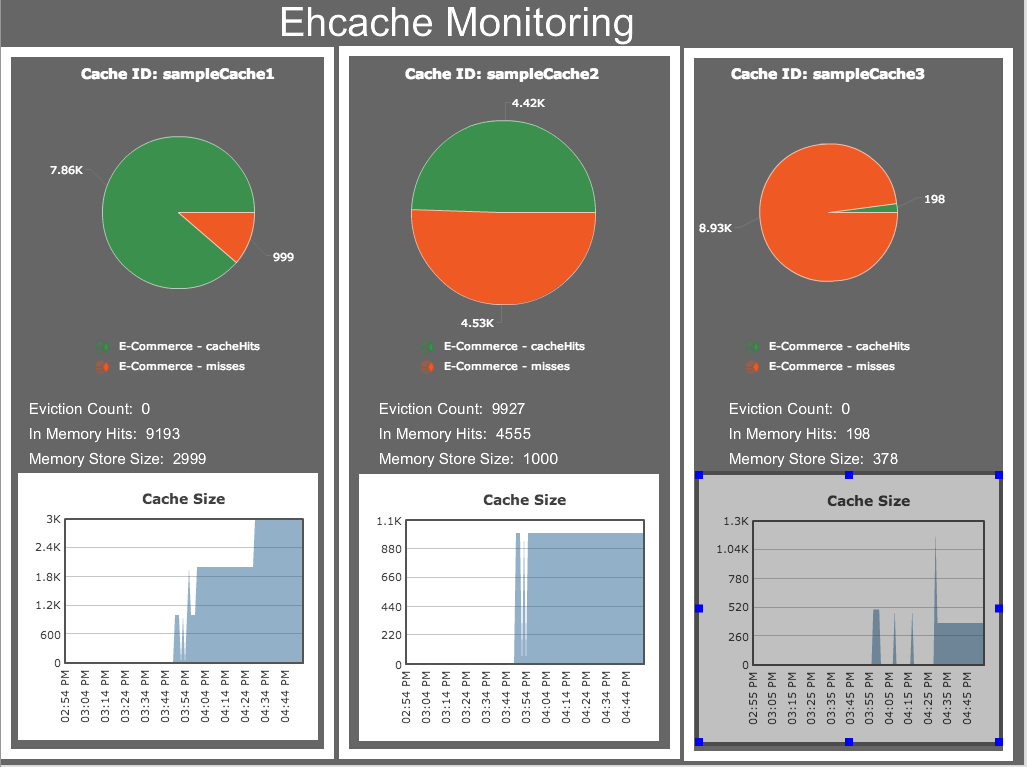 Ehcache Monitoring
Cache ID: sampleCache1
7.86K
999
E-Commerce - cacheHits
E-Commerce - misses
Eviction Count: 0
In Memory Hits: 9193
Memory Store Size: 2999
Cache Size
3K
2.4K
1.8K
1.2K
600
0
02:54 PM
03:04 PM
03:14 PM
03:24 PM
03:34 PM
03:44 PM
03:54 PM
04:04 PM
04:14 PM
04:24 PM
04:34 PM
04:44 PM
Cache ID: sampleCache2
4.42K
4.53K
E-Commerce - cacheHits
E-Commerce - misses
Eviction Count: 9927
In Memory Hits: 4555
Memory Store Size: 1000
Cache Size
1.1K
880
660
440
220
0
02:54 PM
03:04 PM
03:14 PM
03:24 PM
03:34 PM
03:44 PM
03:54 PM
04:04 PM
04:14 PM
04:24 PM
04:34 PM
04:44 PM
Cache ID: sampleCache3
198
8.93K
E-Commerce - cacheHits
E-Commerce - misses
Eviction Count: 0
In Memory Hits: 198
Memory Store Size: 378
Cache Size
1.3K
1.04K
780
520
260
0
02:55 PM
03:05 PM
03:15 PM
03:25 PM
03:35 PM
03:45 PM
03:55 PM
04:05 PM
04:15 PM
04:25 PM
04:35 PM
04:45 PM